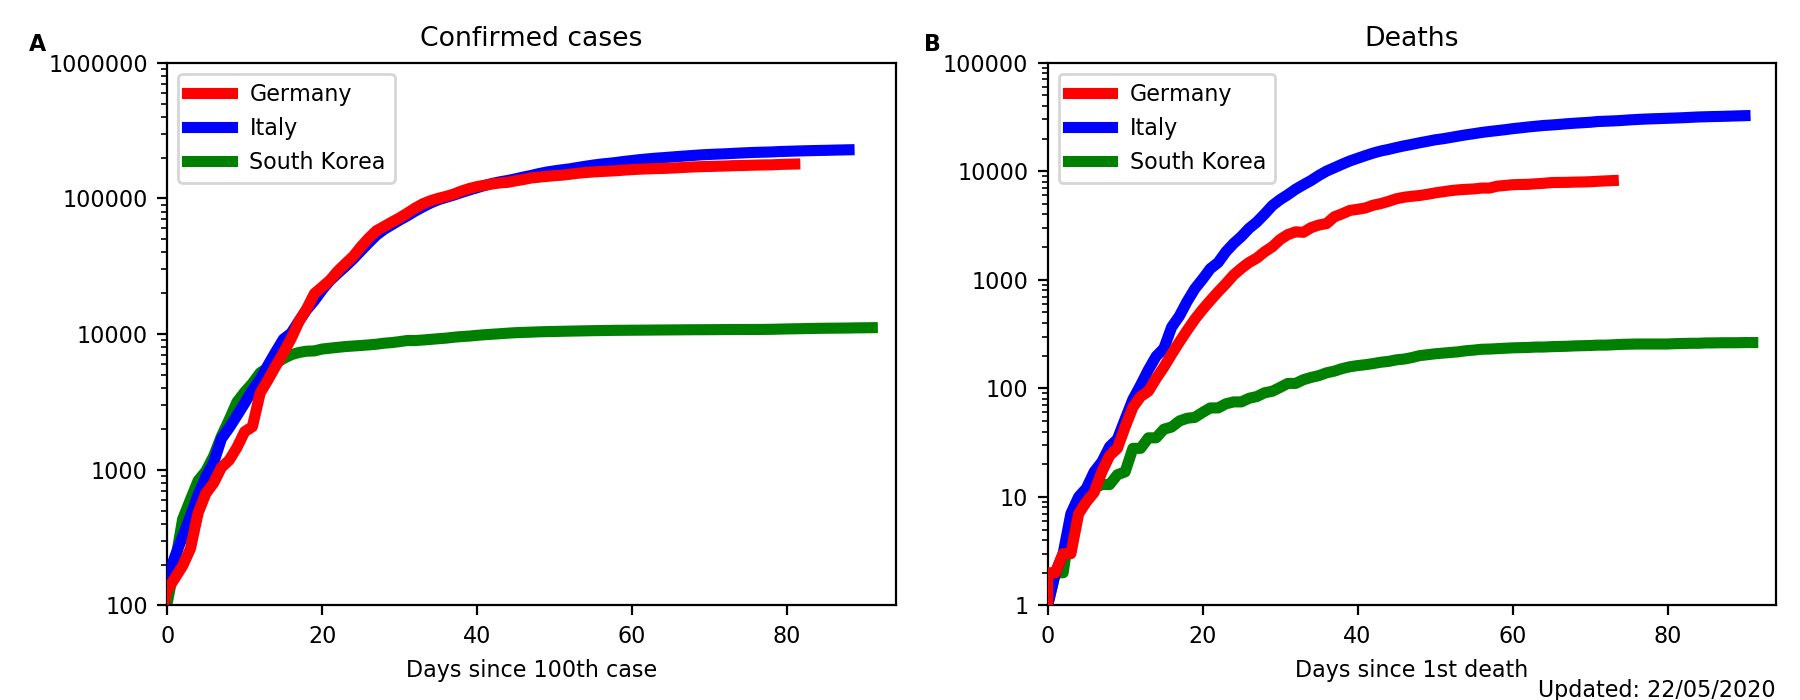 A
Confirmed cases
1000000
100000
10000
1000
100
Germany
Italy
South Korea
0 20 40 60 80
Days since 100th case
B
Deaths
100000
10000
1000
100
10
1
Germany
Italy
South Korea
0 20 40 60 80
Days since 1st death
Updated: 22/05/2020